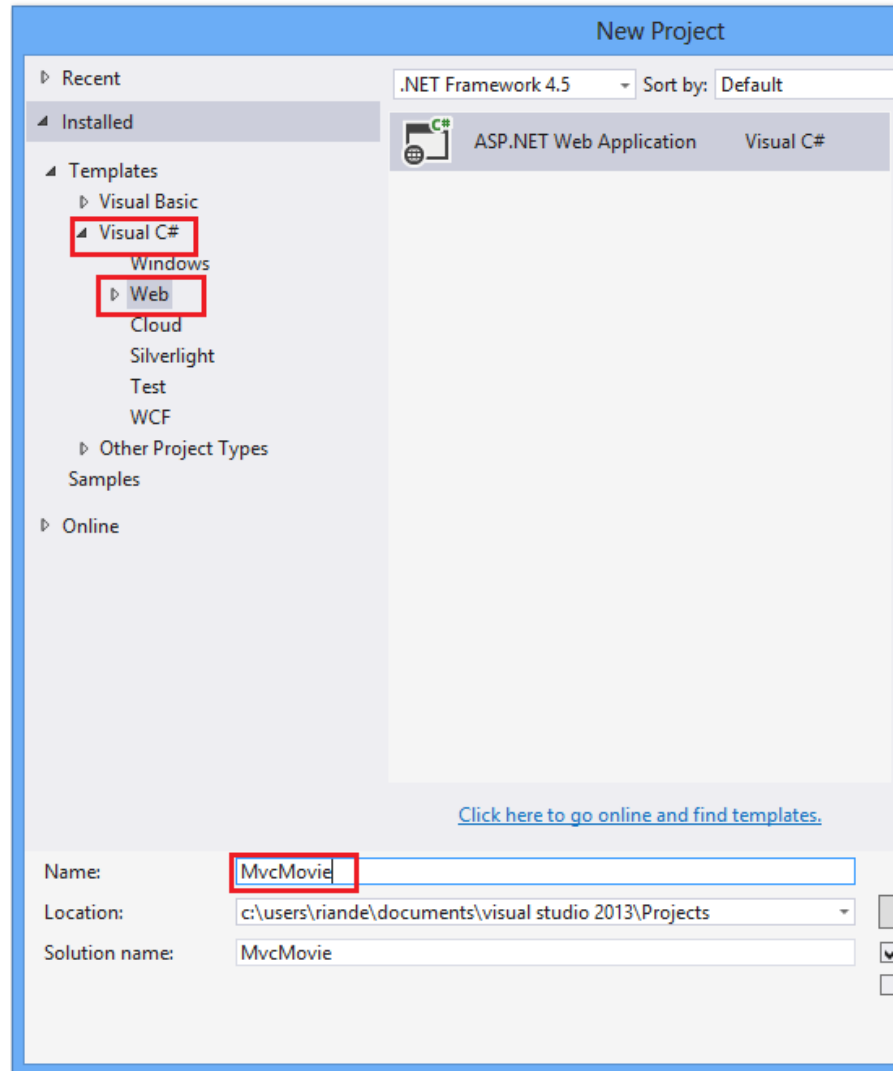 New Project
Recent
Installed
Templates
Visual Basic
Visual C#
Windows
Web
Cloud
Silverlight
Test
WCF
Other Project Types
Samples
Online
.NET Framework 4.5 Sort by: Default
C#
ASP.NET Web Application Visual C#
Click here to go online and find templates.
Name: MvcMovie
Location: c:\users\riande\documents\visual studio 2013\Projects
Solution name: MvcMovie